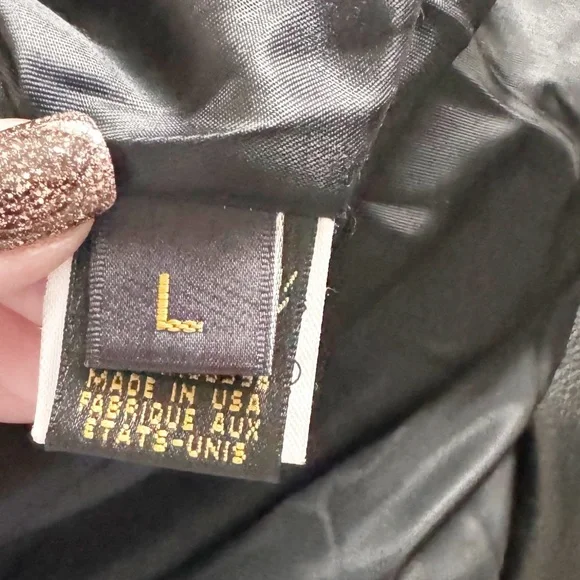 L
MADE IN USA
FABRIQUE AUX
ETATS-UNIS